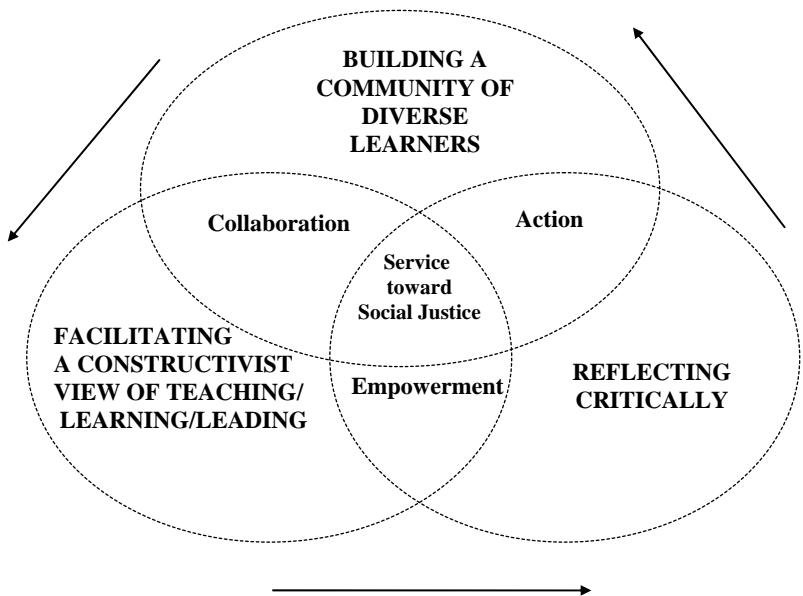 BUILDING A
COMMUNITY OF
DIVERSE
LEARNERS
Collaboration
Action
Service
toward
Social Justice
FACILITATING
A CONSTRUCTIVIST
VIEW OF TEACHING/
LEARNING/LEADING
Empowerment
REFLECTING
CRITICALLY